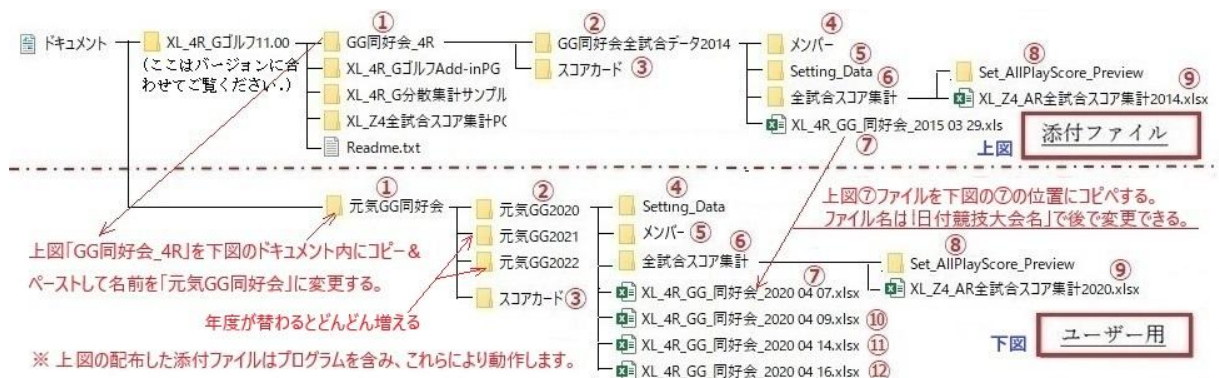 ① ② ④
ドキュメント XL_4R_Gゴルフ11.00 GG同好会_4R GG同好会全試合データ2014 メンバー ⑧
(ここはバージョンに合 XL_4R_GゴルフAdd-inPG スコアカード ③ Setting_Data ⑤ Set_AllPlayScore_Preview
わせてご覧ください.) XL_4R_G分散集計サンプル 全試合スコア集計 ⑥ XL_Z4_AR全試合スコア集計2014.xlsx ⑨
XL_Z4全試合スコア集計PC XL_4R_GG_同好会_2015 03 29.xls
Readme.txt ⑦ 上図 添付ファイル
① ② ④
元気GG同好会 元気GG2020 Setting_Data 上図⑦ファイルを下図の⑦の位置にコピペする。
元気GG2021 メンバー ⑤ ファイル名は「日付競技大会名」で後で変更できる。
上図「GG同好会_4R」を下図のドキュメント内にコピー& 元気GG2022 全試合スコア集計 ⑥ ⑧
ペーストして名前を「元気GG同好会」に変更する。 ⑦ Set_AllPlayScore_Preview ⑨
スコアカード③ XL_4R_GG_同好会_2020 04 07.xlsx XL_Z4_AR全試合スコア集計2020.xlsx
年度が替わるとどんどん増える XL_4R_GG_同好会_2020 04 09.xlsx ⑩
※ 上図の配布した添付ファイルはプログラムを含み、これらにより動作します。 XL_4R_GG_同好会_2020 04 14.xlsx ⑪ 下図 ユーザー用
XL_4R_GG_同好会_2020 04 16.xlsx ⑫